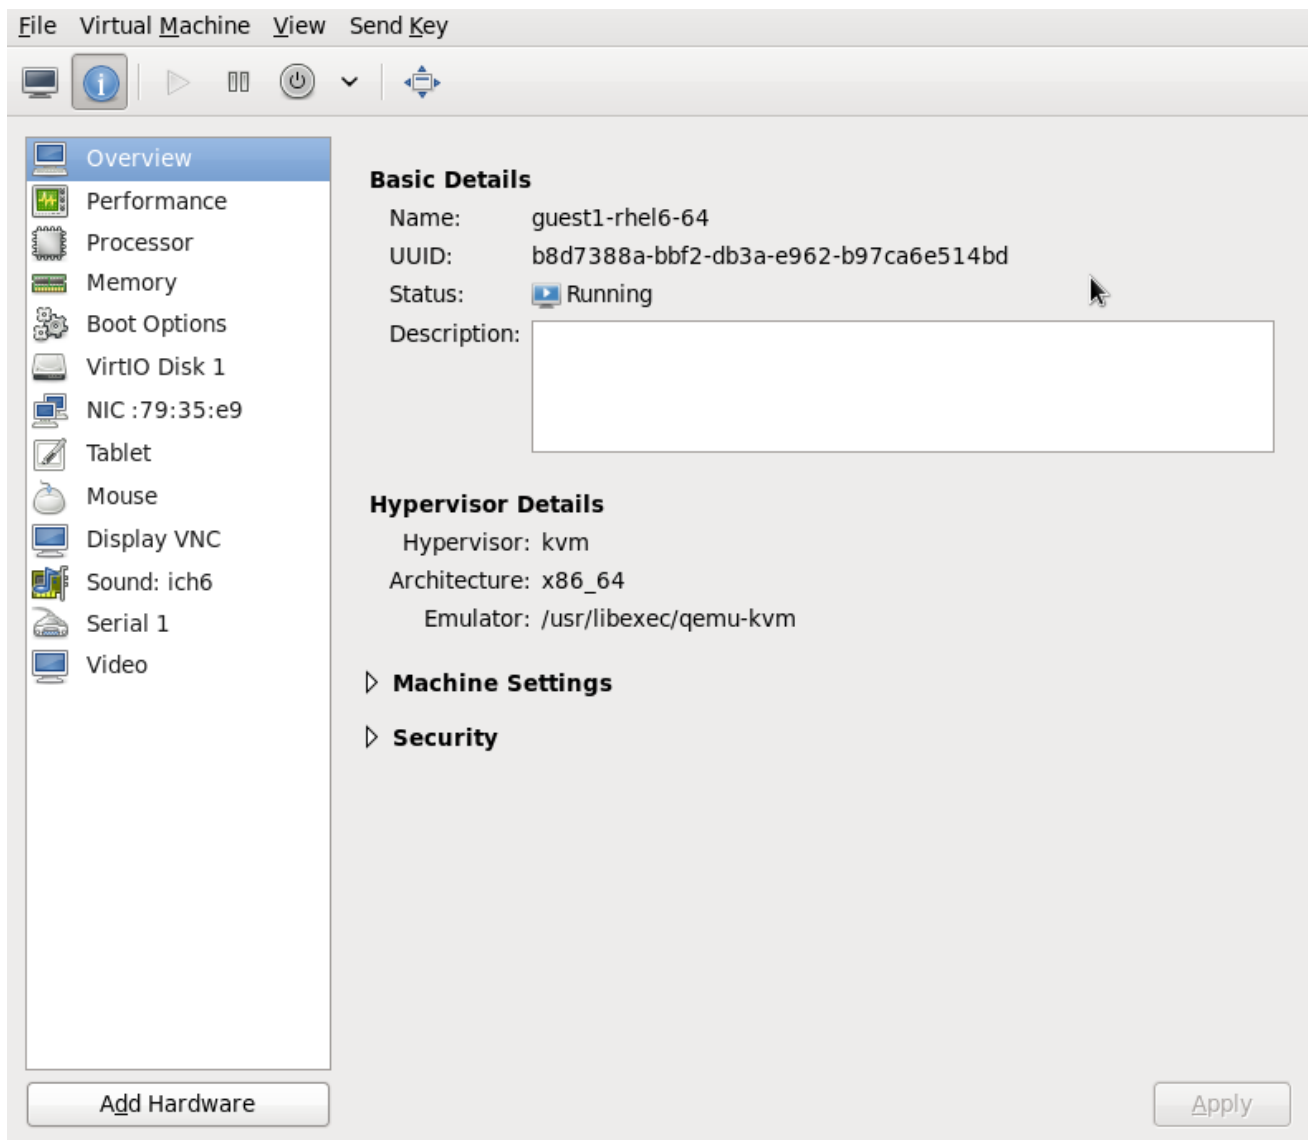 File Virtual Machine View Send Key
Overview
Performance
Processor
Memory
Boot Options
VirtIO Disk 1
NIC :79:35:e9
Tablet
Mouse
Display VNC
Sound: ich6
Serial 1
Video
Add Hardware
Basic Details
Name: guest1-rhel6-64
UUID: b8d7388a-bbf2-db3a-e962-b97ca6e514bd
Status: Running
Description:
Hypervisor Details
Hypervisor: kvm
Architecture: x86_64
Emulator: /usr/libexec/qemu-kvm
Machine Settings
Security
Apply